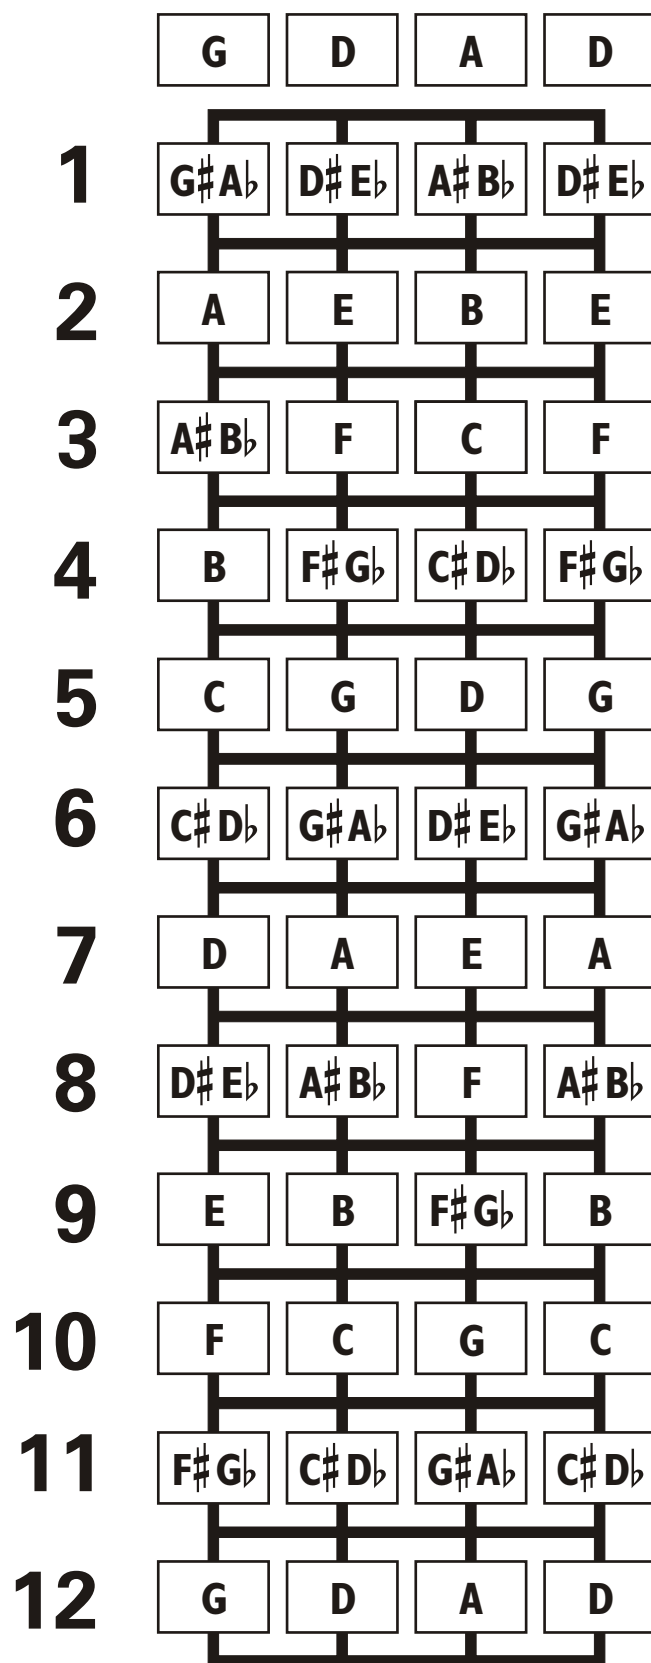 G D A D
1 G♯A♭ D♯E♭ A♯B♭ D♯E♭
2 A E B E
3 A♯B♭ F C F
4 B F♯G♭ C♯D♭ F♯G♭
5 C G D G
6 C♯D♭ G♯A♭ D♯E♭ G♯A♭
7 D A E A
8 D♯E♭ A♯B♭ F A♯B♭
9 E B F♯G♭ B
10 F C G C
11 F♯G♭ C♯D♭ G♯A♭ C♯D♭
12 G D A D